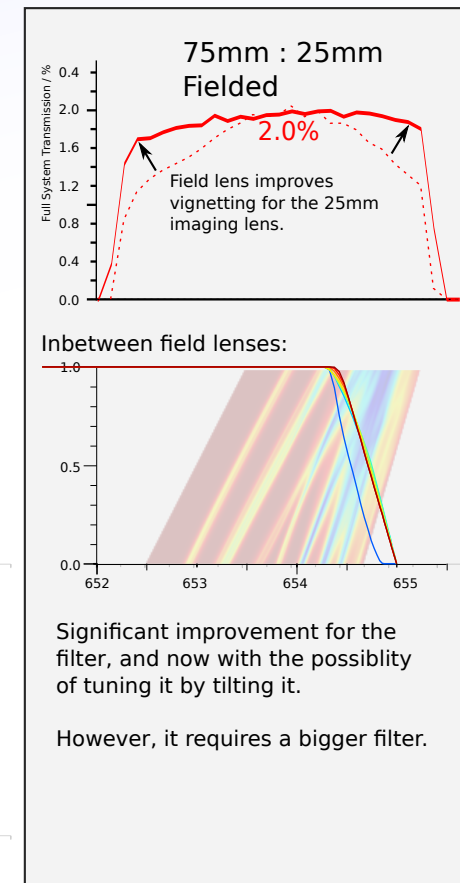 75mm : 25mm
Fielded
Full System Transmission / %
0.4
2.0
1.6
1.2
0.8
0.4
0.0
2.0%
Field lens improves
vignetting for the 25mm
imaging lens.
Inbetween field lenses:
1.0
0.5
0.0
652
653
654
655
Significant improvement for the
filter, and now with the possiblity
of tuning it by tilting it.
However, it requires a bigger filter.